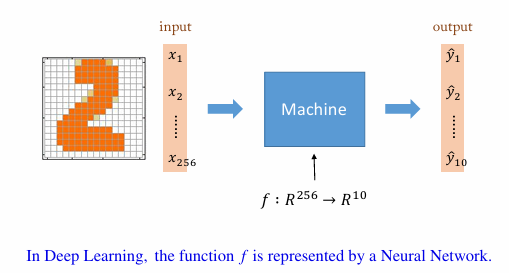 input
output
x₁
x₂
⋮
x₂₅₆
Machine
ŷ₁
ŷ₂
⋮
ŷ₁₀
f : R²⁵⁶ → R¹⁰
In Deep Learning, the function f is represented by a Neural Network.